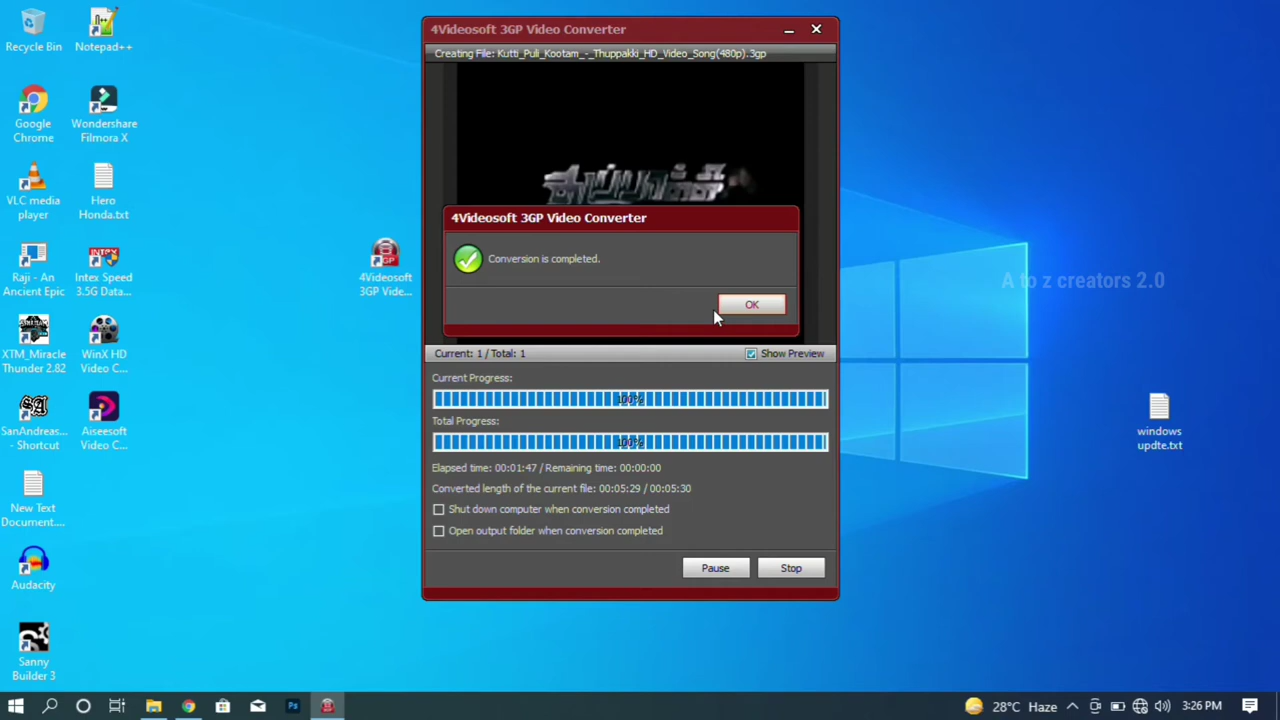 Recycle Bin
Notepad++
Google Chrome
Wondershare Filmora X
VLC media player
Hero Honda.txt
Raji - An Ancient Epic
Intex Speed 3.5G Data...
XTM_Miracle Thunder 2.82
WinX HD Video C...
SanAndreas... - Shortcut
Aiseesoft Video C...
New Text Document....
Audacity
Sanny Builder 3
4Videosoft 3GP Vide...
4Videosoft 3GP Video Converter
Creating File: Kutti_Puli_Kootam_-_Thuppakki_HD_Video_Song(480p).3gp
துப்பாக்கி
4Videosoft 3GP Video Converter
Conversion is completed.
OK
Current: 1 / Total: 1
Show Preview
Current Progress:
100%
Total Progress:
100%
Elapsed time: 00:01:47 / Remaining time: 00:00:00
Converted length of the current file: 00:05:29 / 00:05:30
Shut down computer when conversion completed
Open output folder when conversion completed
Pause
Stop
A to z creators 2.0
windows updte.txt
Ps
28°C Haze
3:26 PM